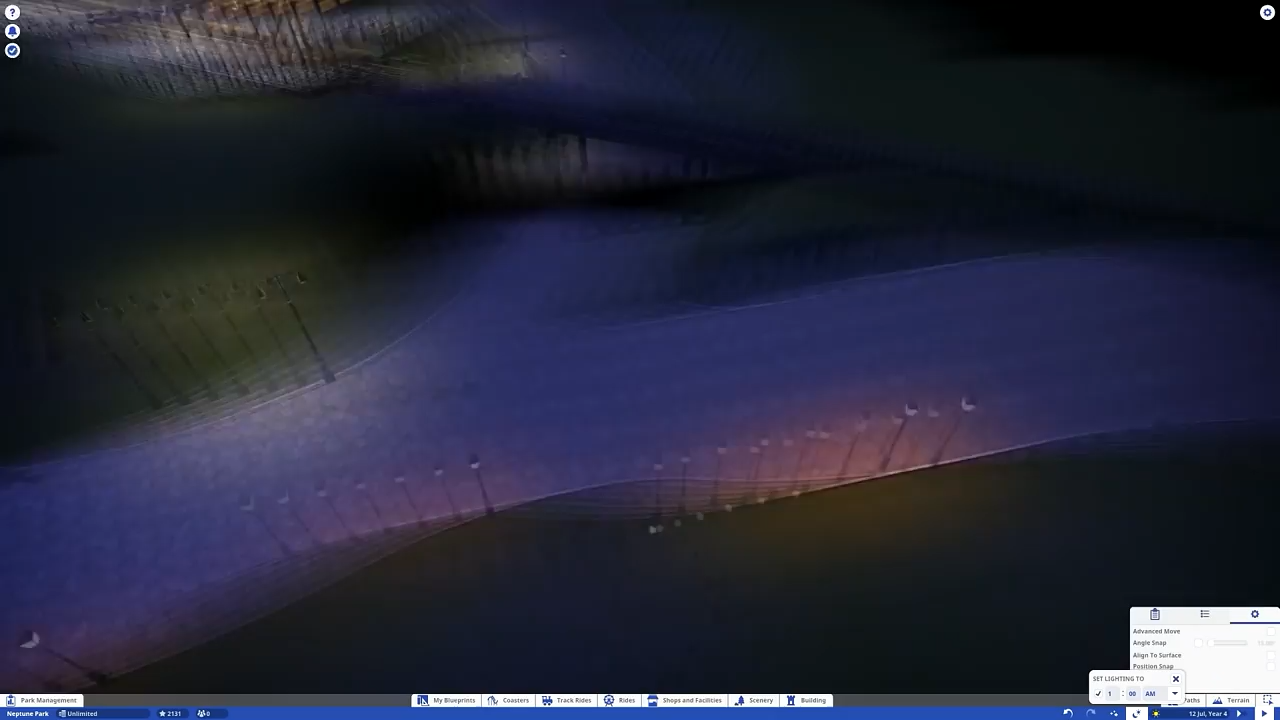 ?
Advanced Move
Angle Snap
Align To Surface
Position Snap
SET LIGHTING TO
1 : 00 AM
Park Management
My Blueprints
Coasters
Track Rides
Rides
Shops and Facilities
Scenery
Building
Paths
Terrain
Neptune Park
Unlimited
2131
0
12 Jul, Year 4